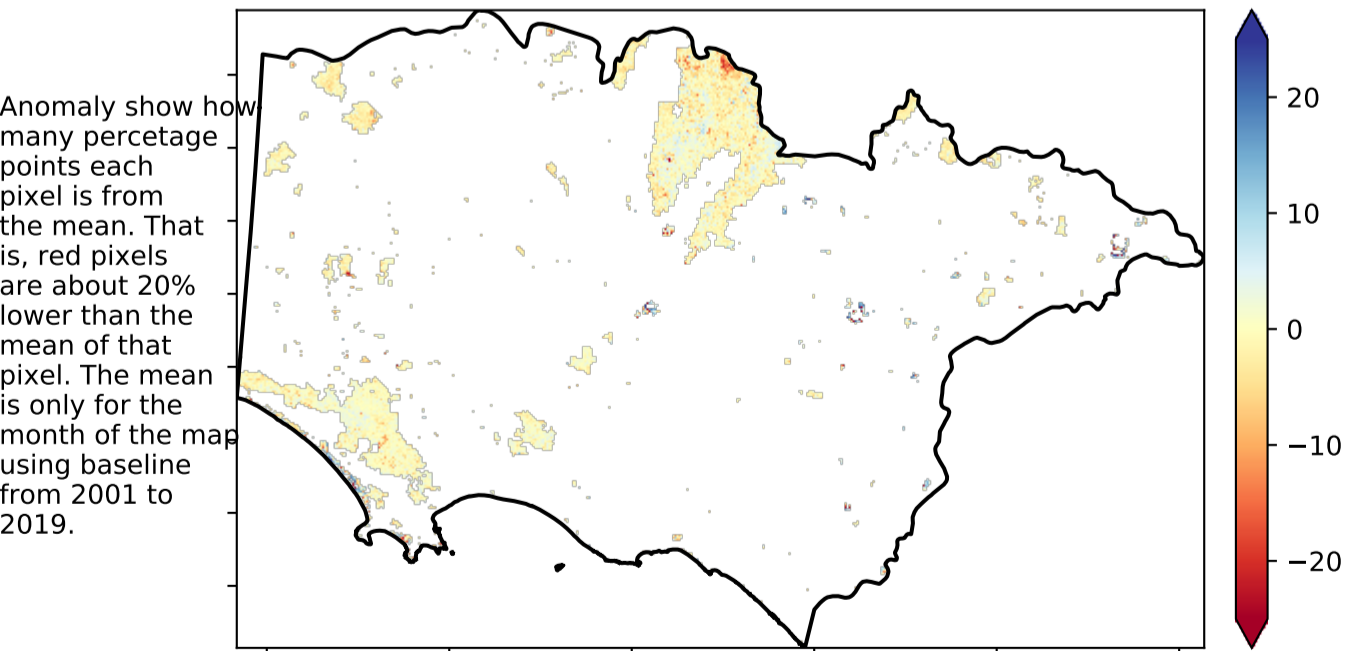 Anomaly show how
many percetage
points each
pixel is from
the mean. That
is, red pixels
are about 20%
lower than the
mean of that
pixel. The mean
is only for the
month of the map
using baseline
from 2001 to
2019.
20
10
0
−10
−20